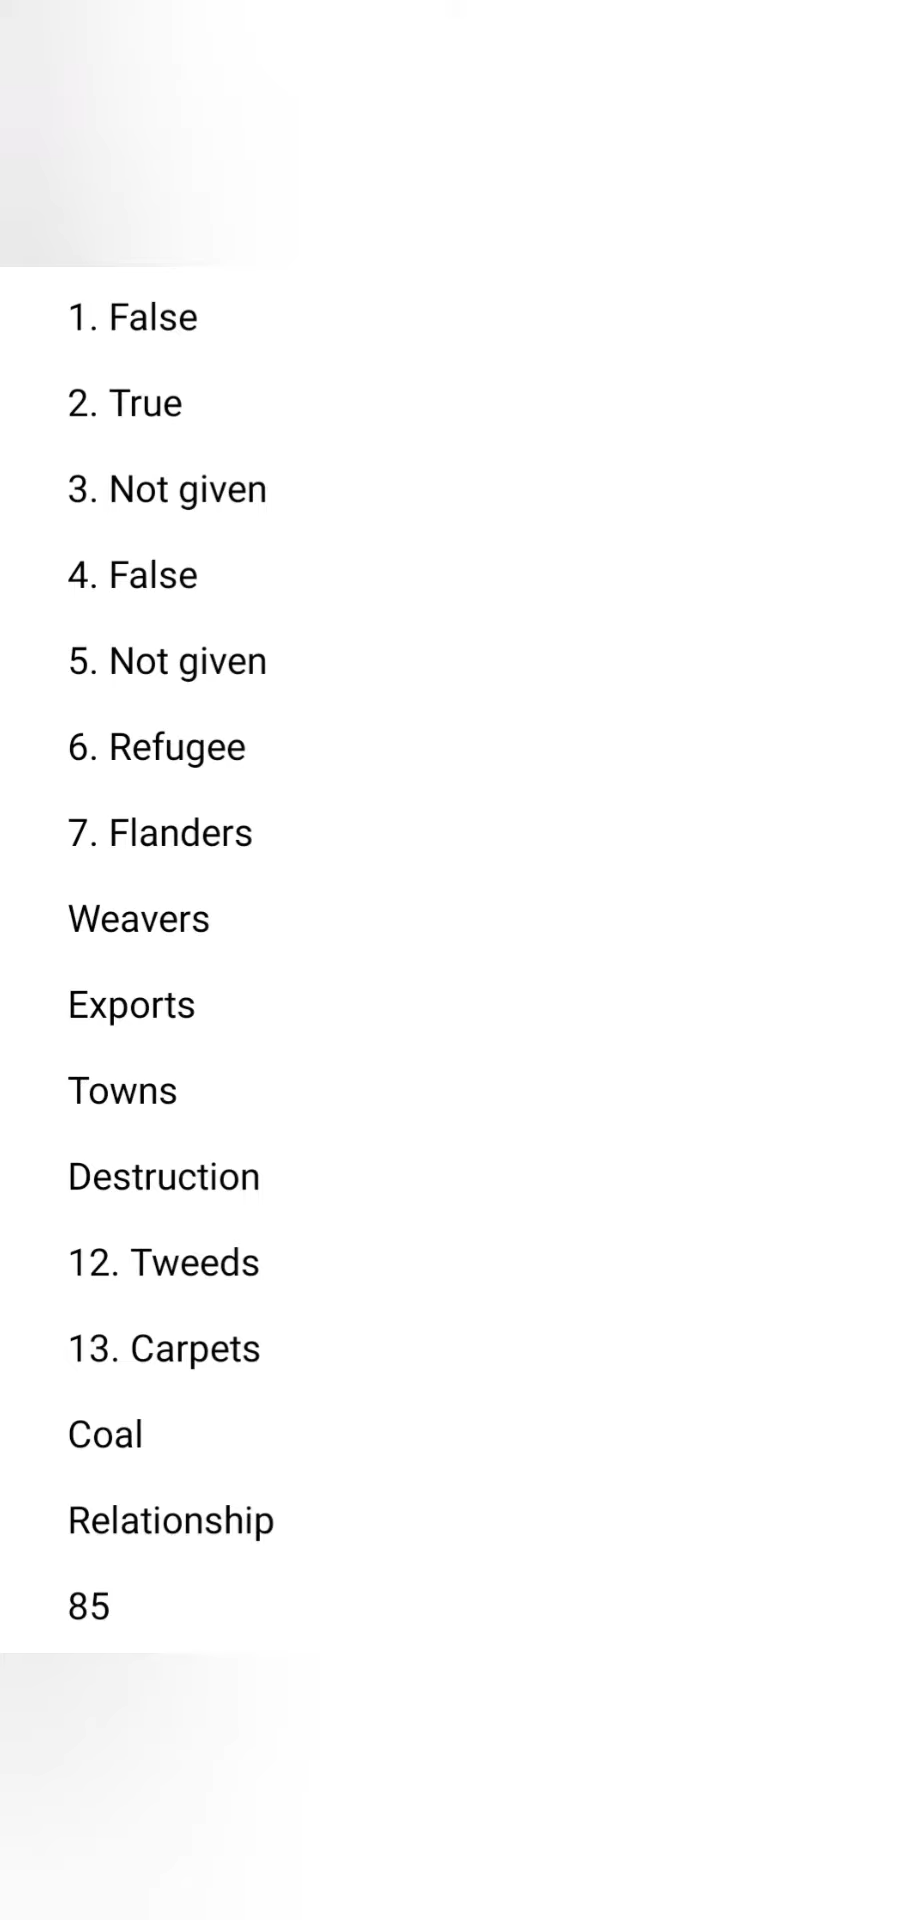 1. False
2. True
3. Not given
4. False
5. Not given
6. Refugee
7. Flanders
Weavers
Exports
Towns
Destruction
12. Tweeds
13. Carpets
Coal
Relationship
85